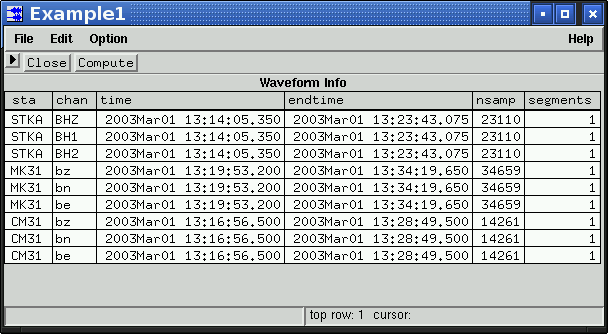 Example1
File Edit Option Help
Close Compute
Waveform Info
sta chan time endtime nsamp segments
STKA BHZ 2003Mar01 13:14:05.350 2003Mar01 13:23:43.075 23110 1
STKA BH1 2003Mar01 13:14:05.350 2003Mar01 13:23:43.075 23110 1
STKA BH2 2003Mar01 13:14:05.350 2003Mar01 13:23:43.075 23110 1
MK31 bz 2003Mar01 13:19:53.200 2003Mar01 13:34:19.650 34659 1
MK31 bn 2003Mar01 13:19:53.200 2003Mar01 13:34:19.650 34659 1
MK31 be 2003Mar01 13:19:53.200 2003Mar01 13:34:19.650 34659 1
CM31 bz 2003Mar01 13:16:56.500 2003Mar01 13:28:49.500 14261 1
CM31 bn 2003Mar01 13:16:56.500 2003Mar01 13:28:49.500 14261 1
CM31 be 2003Mar01 13:16:56.500 2003Mar01 13:28:49.500 14261 1
top row: 1 cursor: